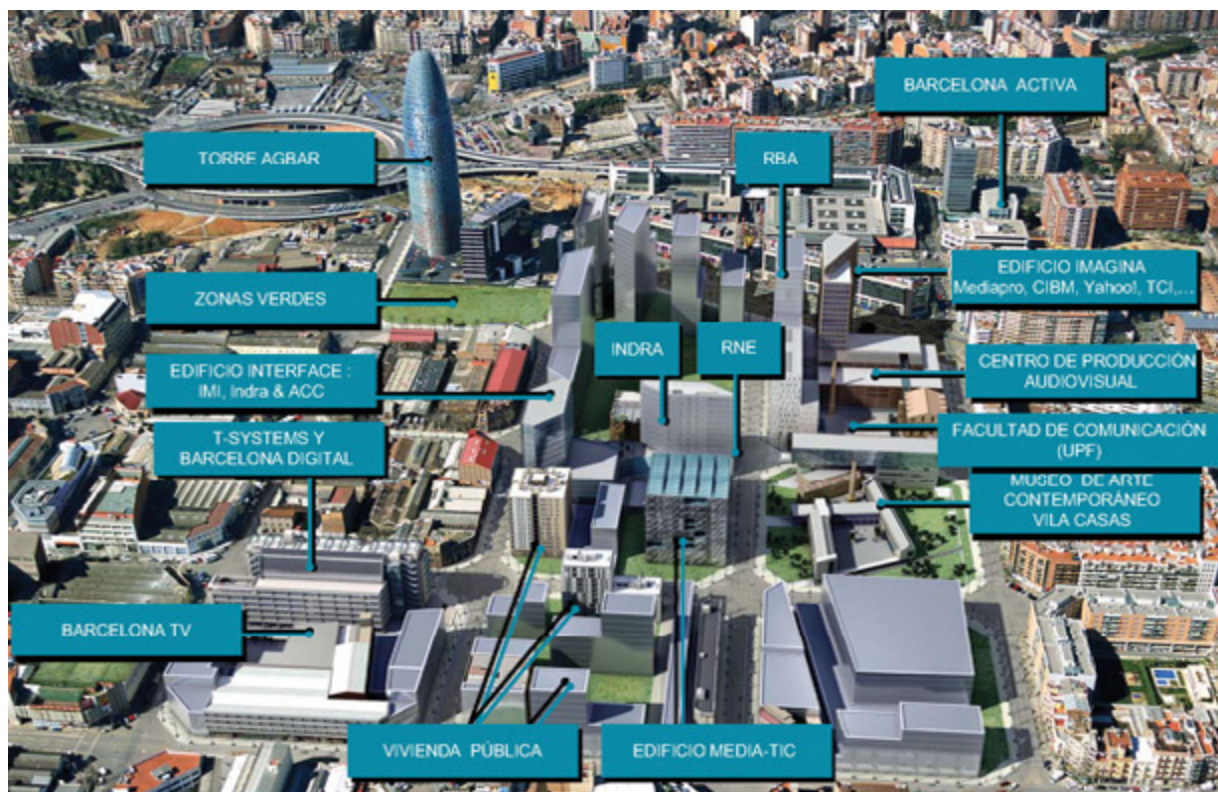 BARCELONA ACTIVA
TORRE AGBAR
RBA
EDIFICIO IMAGINA
Mediapro, CIBM, Yahoo!, TCI,...
ZONAS VERDES
INDRA
RNE
CENTRO DE PRODUCCIÓN
AUDIOVISUAL
EDIFICIO INTERFACE :
IMI, Indra & ACC
FACULTAD DE COMUNICACIÓN
(UPF)
T-SYSTEMS Y
BARCELONA DIGITAL
MUSEO DE ARTE
CONTEMPORÁNEO
VILA CASAS
BARCELONA TV
VIVIENDA PÚBLICA
EDIFICIO MEDIA-TIC